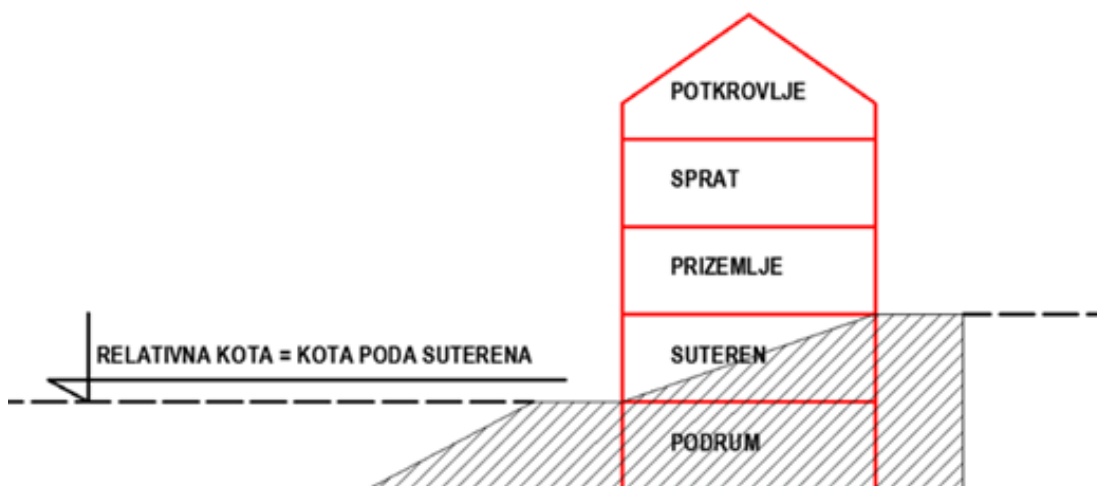 POTKROVLJE
SPRAT
PRIZEMLJE
RELATIVNA KOTA = KOTA PODA SUTERENA
SUTEREN
PODRUM